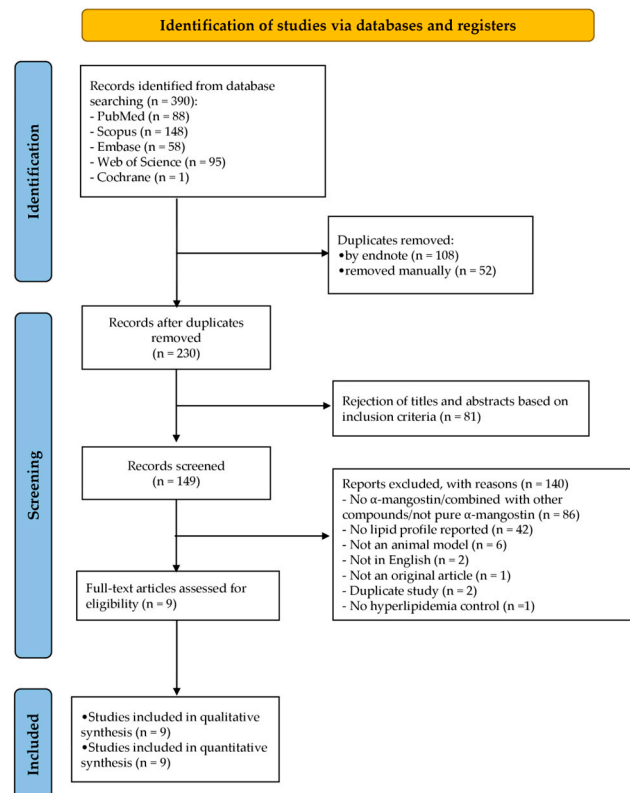 Identification of studies via databases and registers
Identification
Records identified from database
searching (n = 390):
- PubMed (n = 88)
- Scopus (n = 148)
- Embase (n = 58)
- Web of Science (n = 95)
- Cochrane (n = 1)
Duplicates removed:
•by endnote (n = 108)
•removed manually (n = 52)
Screening
Records after duplicates
removed
(n = 230)
Rejection of titles and abstracts based on
inclusion criteria (n = 81)
Records screened
(n = 149)
Reports excluded, with reasons (n = 140)
- No α-mangostin/combined with other
compounds/not pure α-mangostin (n = 86)
- No lipid profile reported (n = 42)
- Not an animal model (n = 6)
- Not in English (n = 2)
- Not an original article (n = 1)
- Duplicate study (n = 2)
- No hyperlipidemia control (n =1)
Full-text articles assessed for
eligibility (n = 9)
Included
•Studies included in qualitative
synthesis (n = 9)
•Studies included in quantitative
synthesis (n = 9)